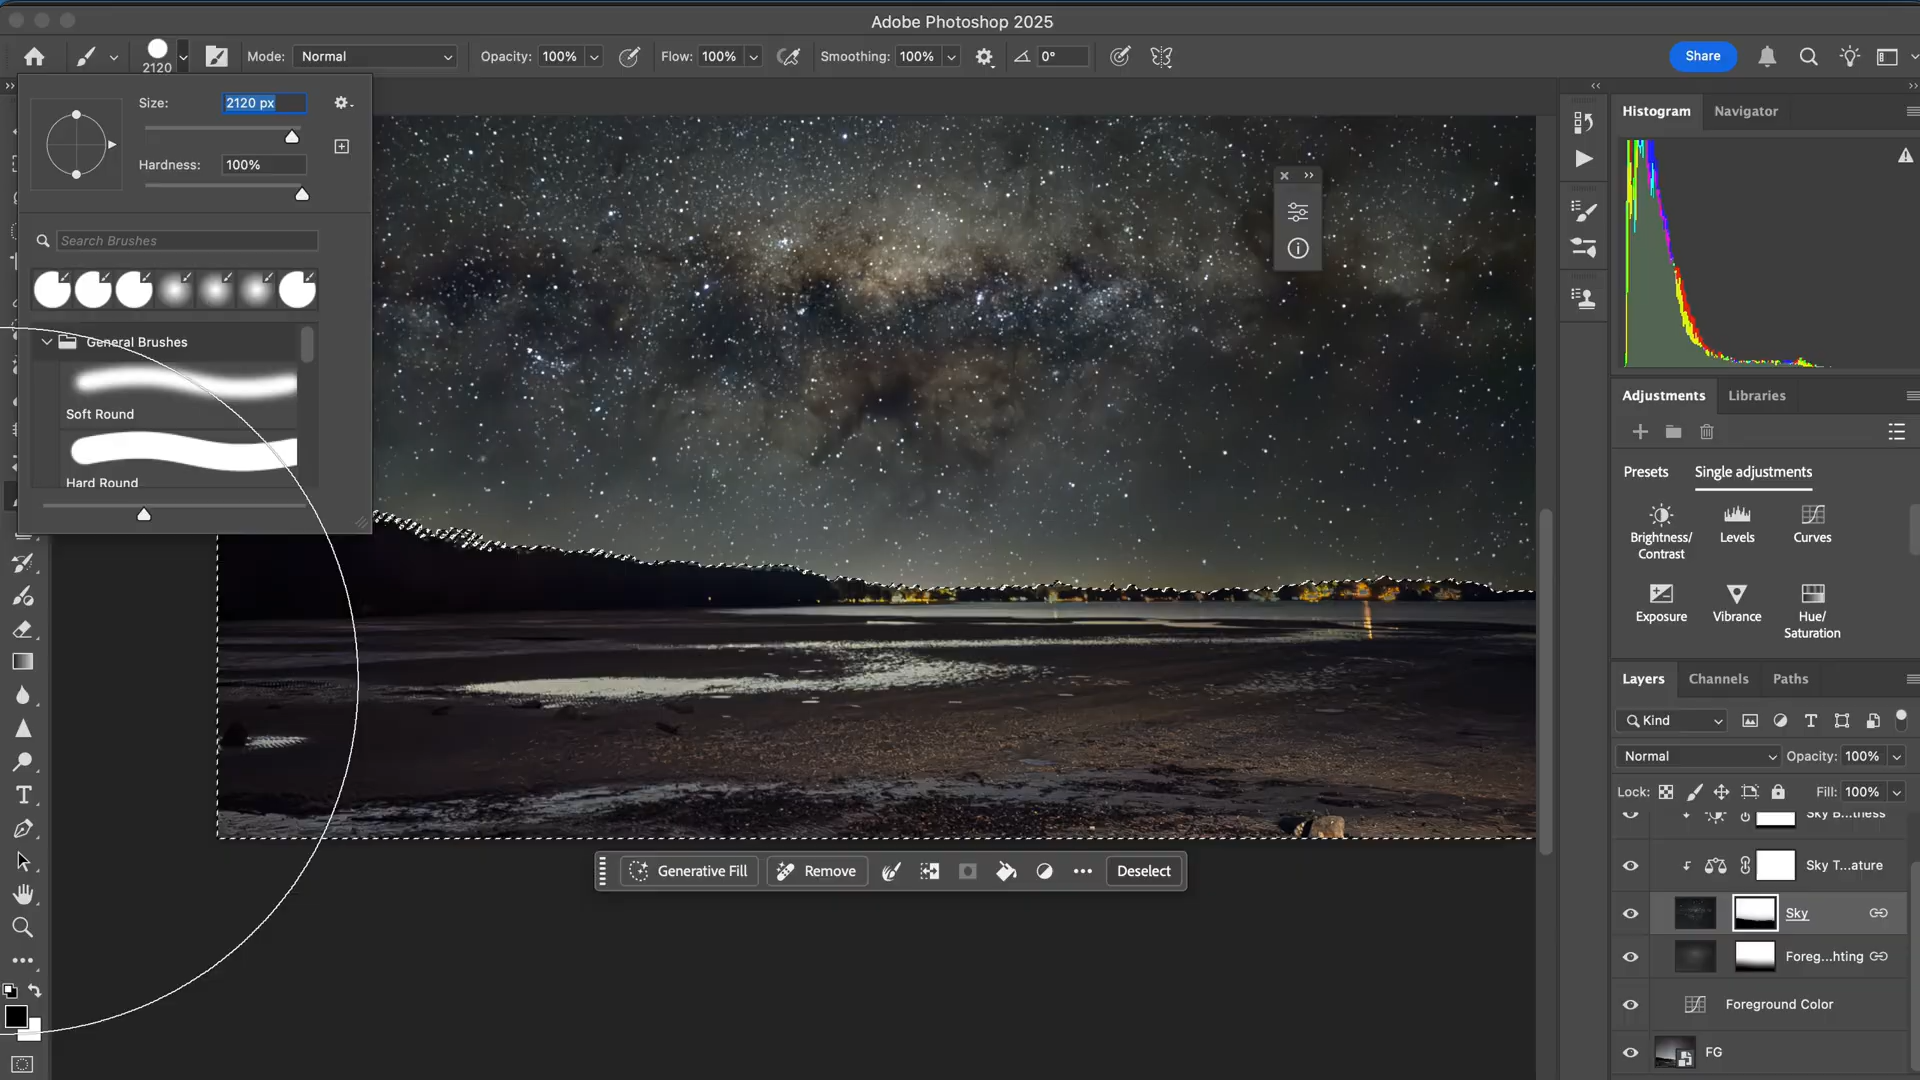 Adobe Photoshop 2025
2120
Mode: Normal
Opacity: 100%
Flow: 100%
Smoothing: 100%
0°
Share
Size: 2120 px
Hardness: 100%
Search Brushes
General Brushes
Soft Round
Hard Round
Generative Fill
Remove
Deselect
Histogram
Navigator
Adjustments
Libraries
Presets
Single adjustments
Brightness/
Contrast
Levels
Curves
Exposure
Vibrance
Hue/
Saturation
Layers
Channels
Paths
Kind
Normal
Opacity: 100%
Lock:
Fill: 100%
Sky B...tness
Sky T...ature
Sky
Foreg...hting
Foreground Color
FG